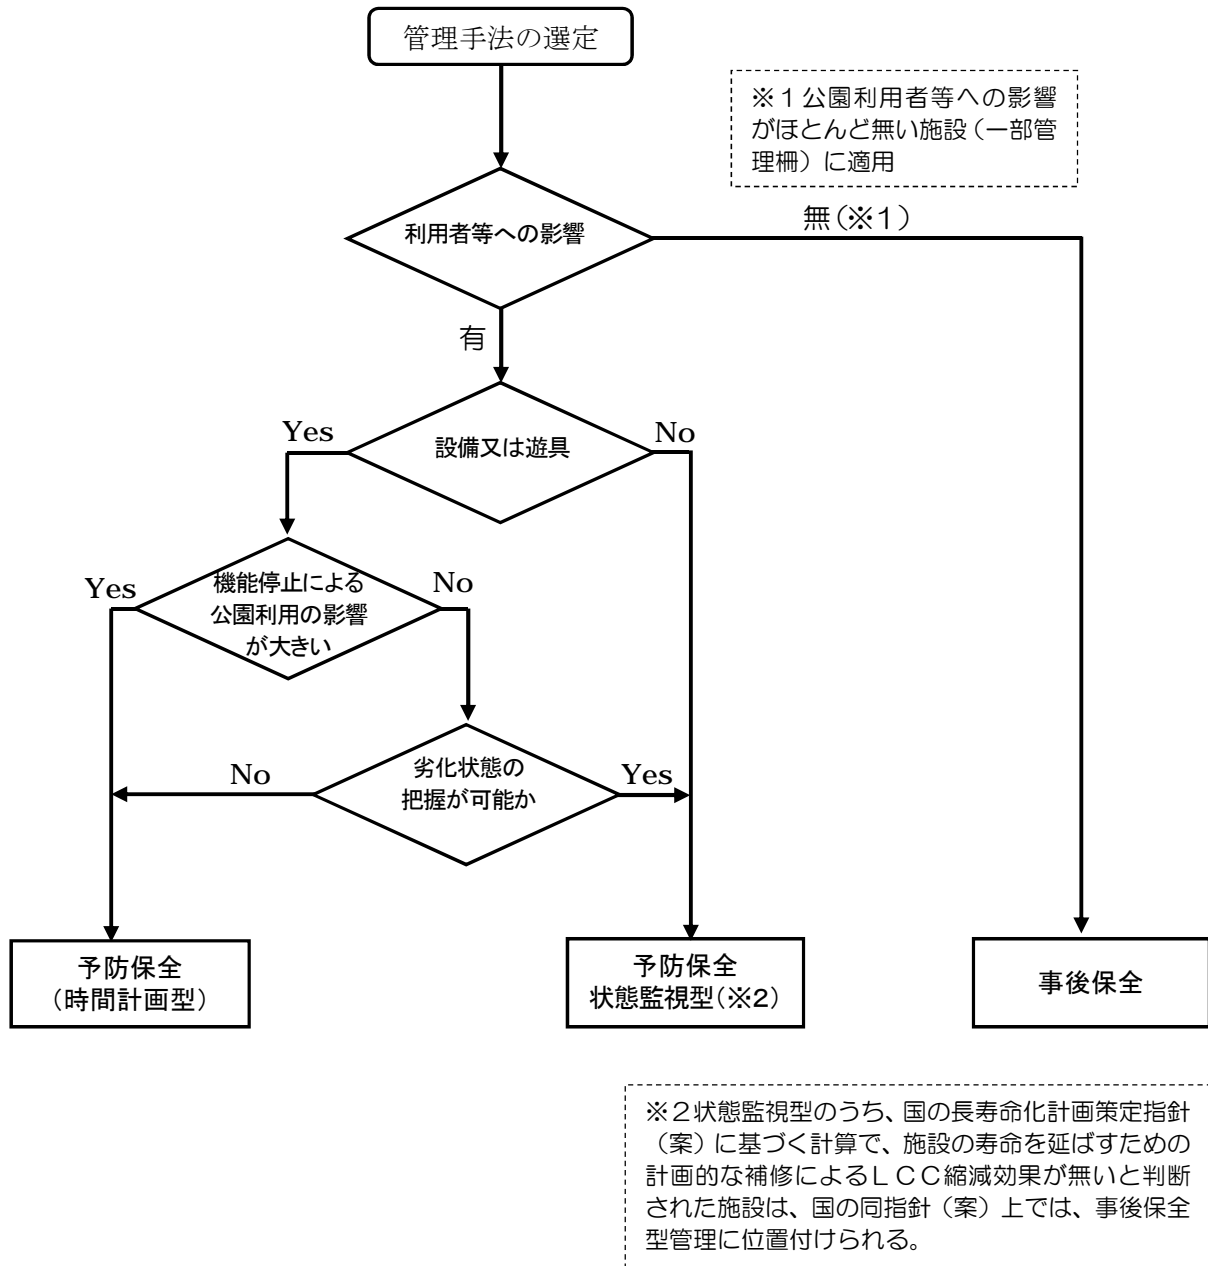 管理手法の選定
※１公園利用者等への影響
がほとんど無い施設（一部管
理柵）に適用
利用者等への影響
無(※1)
有
設備又は遊具
Yes
No
機能停止による
公園利用の影響
が大きい
Yes
No
劣化状態の
把握が可能か
No
Yes
予防保全
（時間計画型）
予防保全
状態監視型(※2)
事後保全
※２状態監視型のうち、国の長寿命化計画策定指針
（案）に基づく計算で、施設の寿命を延ばすための
計画的な補修によるＬＣＣ縮減効果が無いと判断
された施設は、国の同指針（案）上では、事後保全
型管理に位置付けられる。